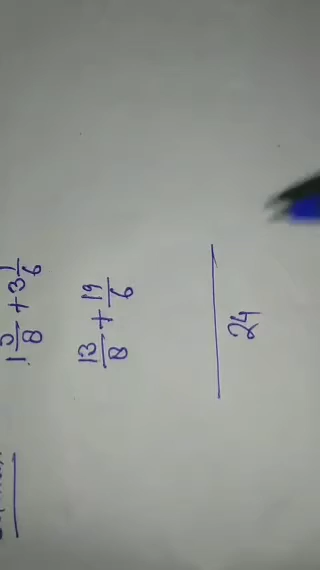 1 5/8 + 3 1/6
13/8 + 19/6
24